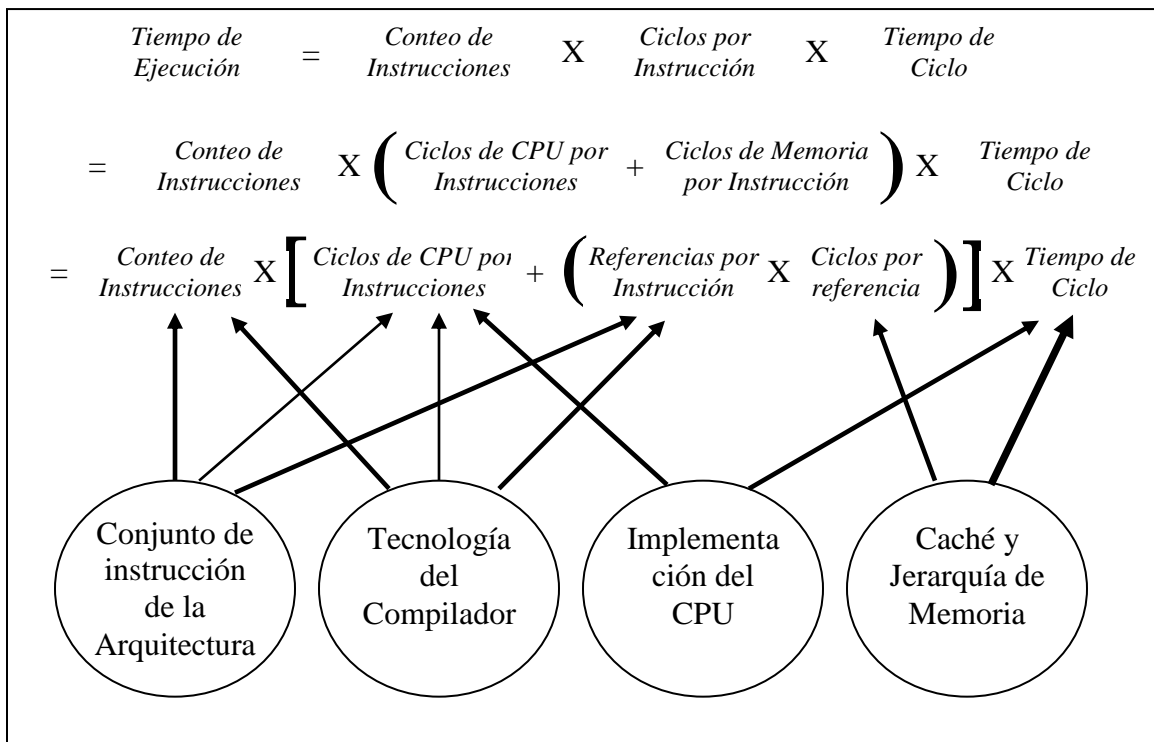 Tiempo de Conteo de Ciclos por Tiempo de
Ejecución = Instrucciones X Instrucción X Ciclo
Conteo de Ciclos de CPU por Ciclos de Memoria Tiempo de
= Instrucciones X ( Instrucciones + por Instrucción ) X Ciclo
Conteo de Ciclos de CPU por Referencias por Ciclos por Tiempo de
= Instrucciones X [ Instrucciones + ( Instrucción X referencia ) ] X Ciclo
Conjunto de
instrucción
de la
Arquitectura
Tecnología
del
Compilador
Implementa
ción del
CPU
Caché y
Jerarquía de
Memoria